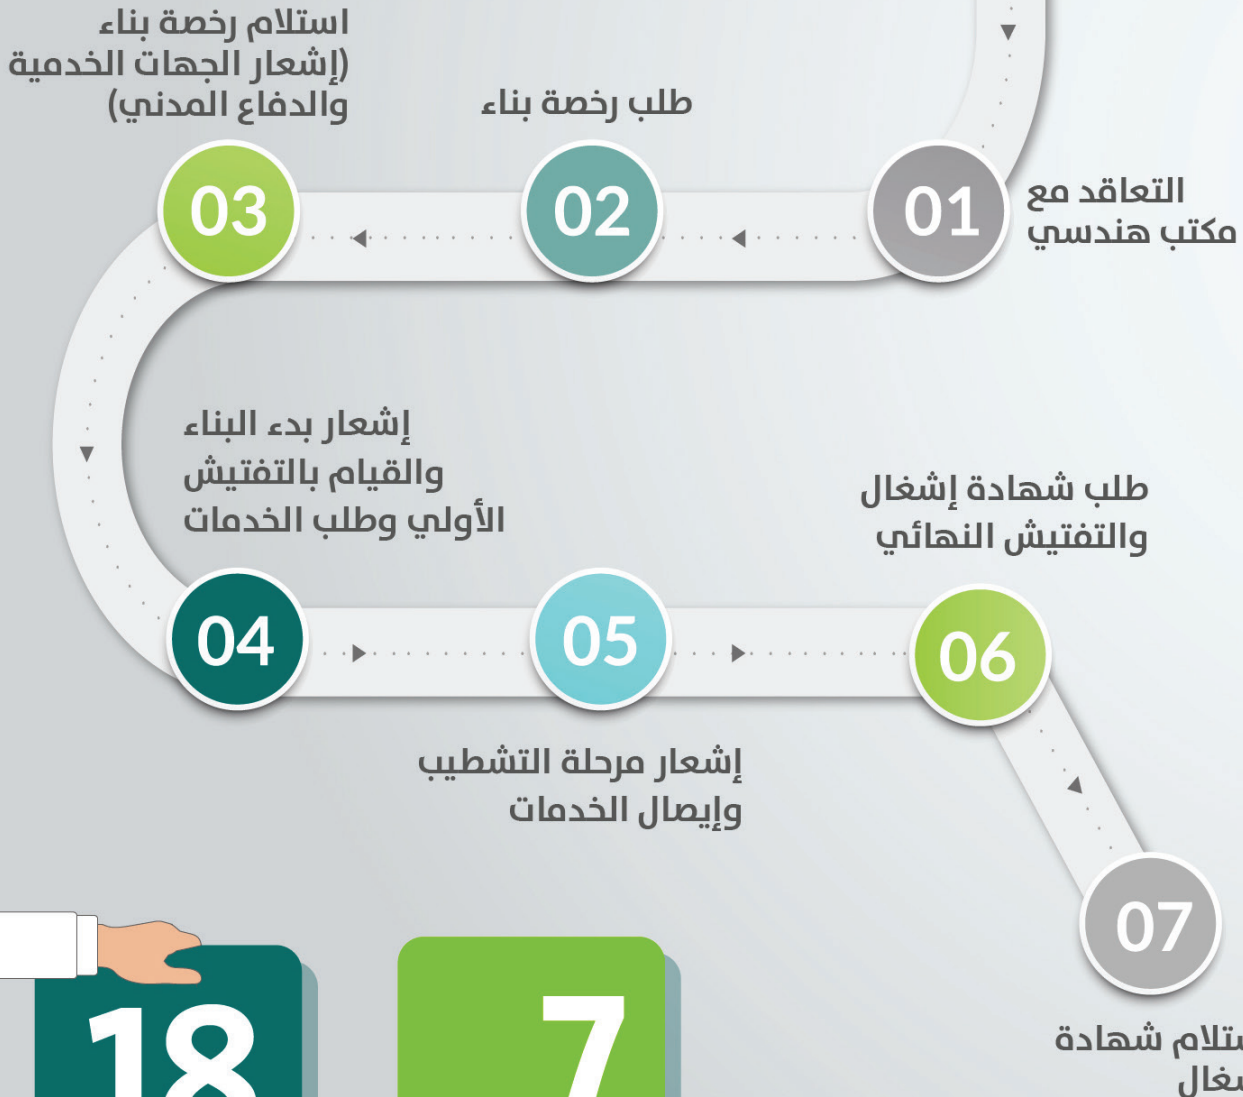 01
التعاقد مع
مكتب هندسي
02
طلب رخصة بناء
03
استلام رخصة بناء
(إشعار الجهات الخدمية
والدفاع المدني)
04
إشعار بدء البناء
والقيام بالتفتيش
الأولي وطلب الخدمات
05
إشعار مرحلة التشطيب
وإيصال الخدمات
06
طلب شهادة إشغال
والتفتيش النهائي
07
شهادة
7
18